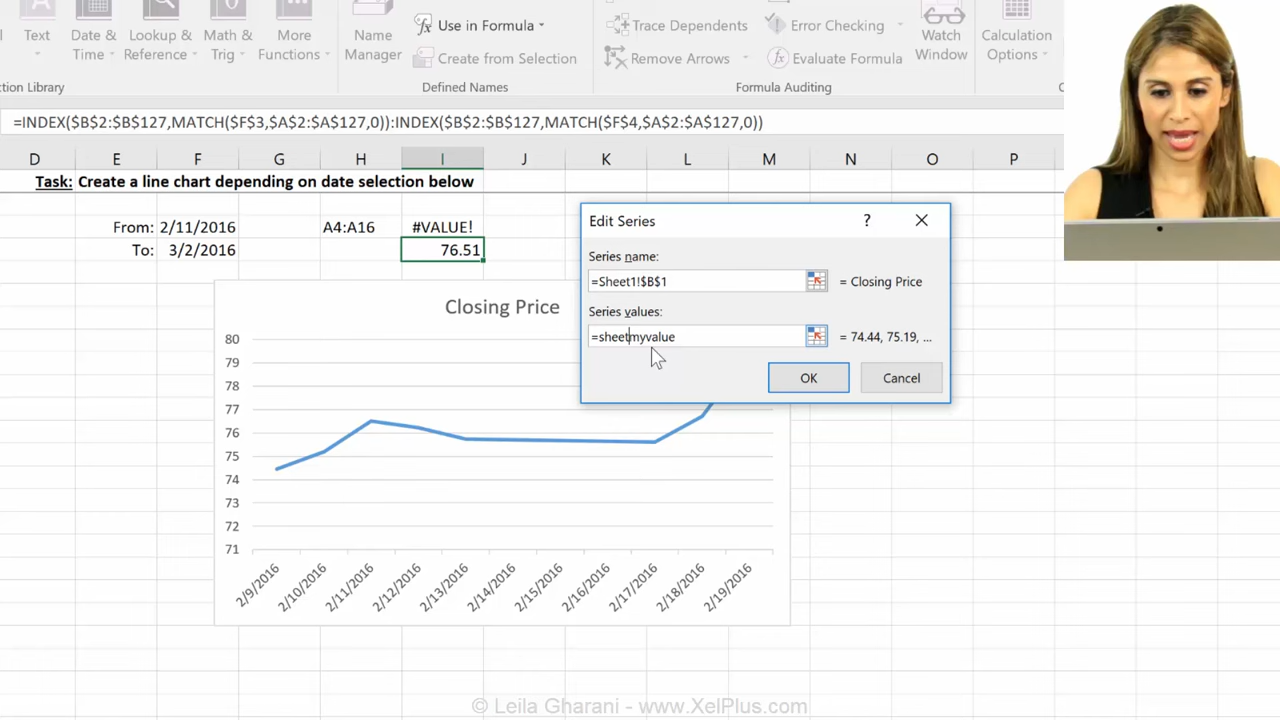 Text
Date &
Time
Lookup &
Reference
Math &
Trig
More
Functions
Name
Manager
Use in Formula
Create from Selection
Trace Dependents
Remove Arrows
Error Checking
Evaluate Formula
Watch
Window
Calculation
Options
ction Library
Defined Names
Formula Auditing
=INDEX($B$2:$B$127,MATCH($F$3,$A$2:$A$127,0)):INDEX($B$2:$B$127,MATCH($F$4,$A$2:$A$127,0))
D E F G H I J K L M N O P
Task: Create a line chart depending on date selection below
From: 2/11/2016 A4:A16 #VALUE!
To: 3/2/2016 76.51
Edit Series
?
Series name:
=Sheet1!$B$1 = Closing Price
Series values:
=sheetmyvalue = 74.44, 75.19, ...
OK Cancel
Closing Price
80
79
78
77
76
75
74
73
72
71
2/9/2016 2/10/2016 2/11/2016 2/12/2016 2/13/2016 2/14/2016 2/15/2016 2/16/2016 2/17/2016 2/18/2016 2/19/2016
© Leila Gharani - www.XelPlus.com